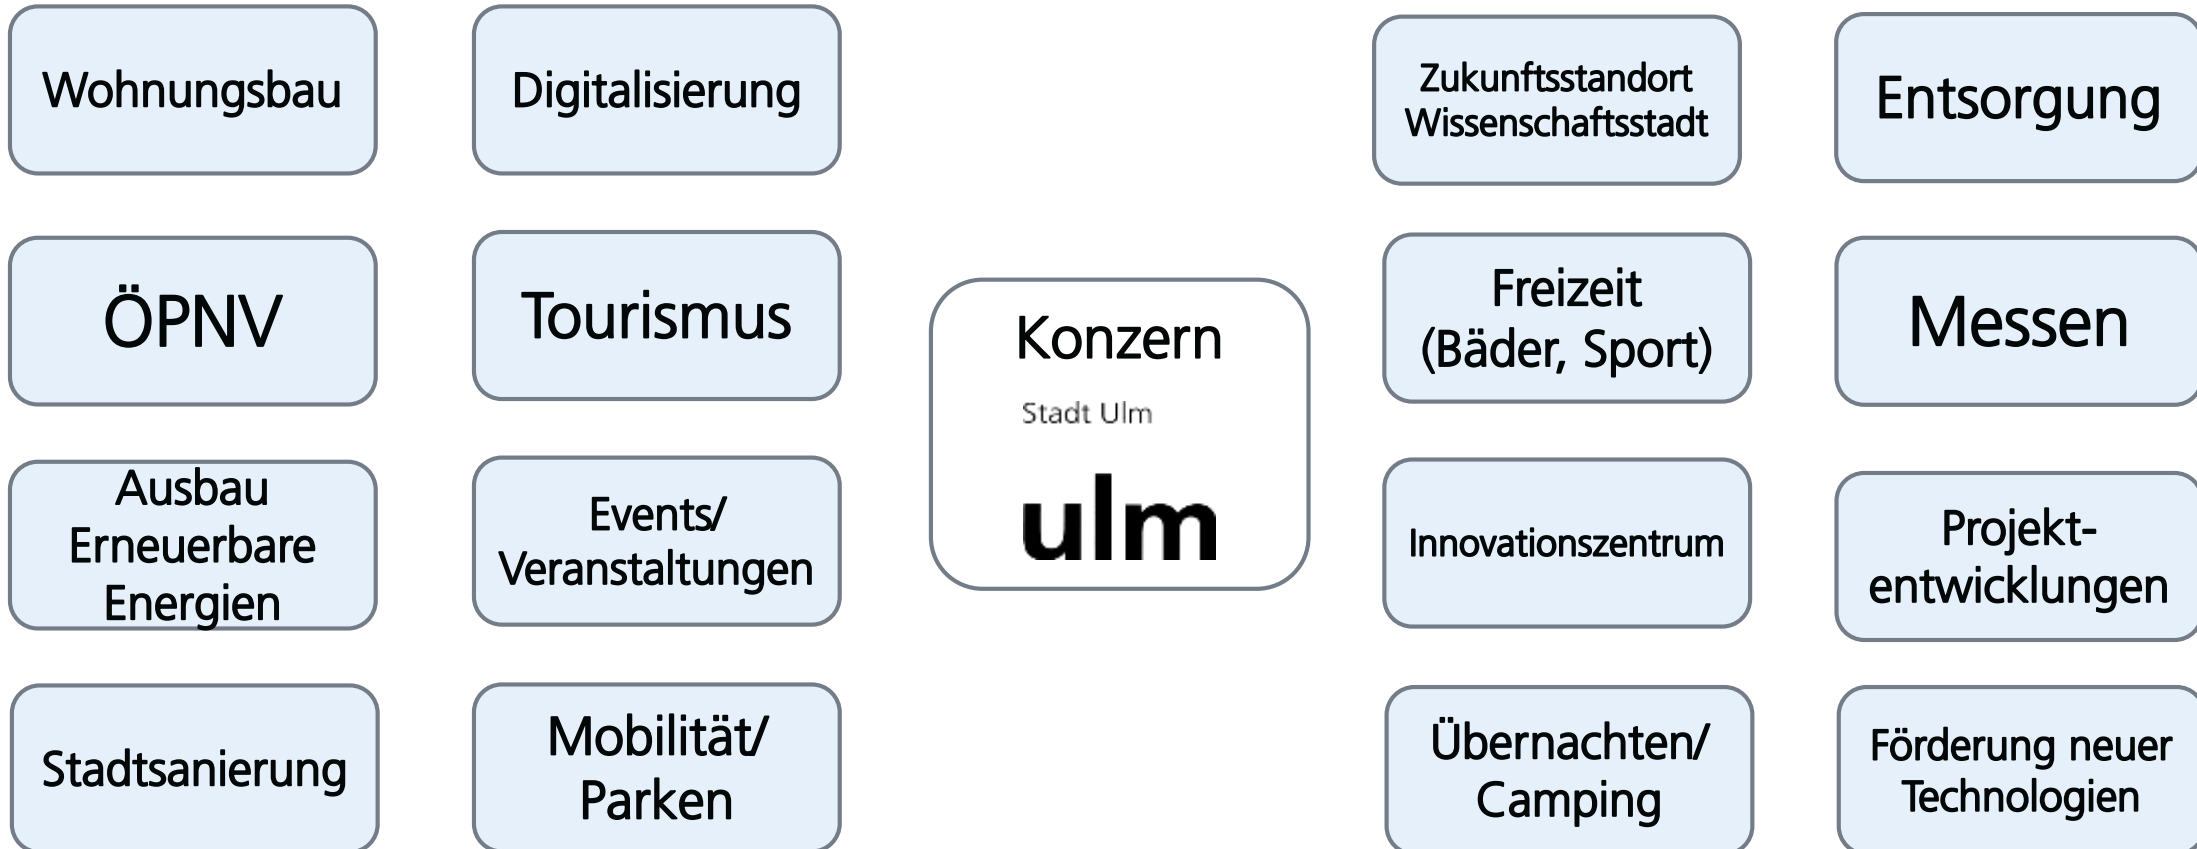 Wohnungsbau
Digitalisierung
Zukunftsstandort
Wissenschaftsstadt
Entsorgung
ÖPNV
Tourismus
Konzern
Stadt Ulm
ulm
Freizeit
(Bäder, Sport)
Messen
Ausbau
Erneuerbare
Energien
Events/
Veranstaltungen
Innovationszentrum
Projekt-
entwicklungen
Stadtsanierung
Mobilität/
Parken
Übernachten/
Camping
Förderung neuer
Technologien